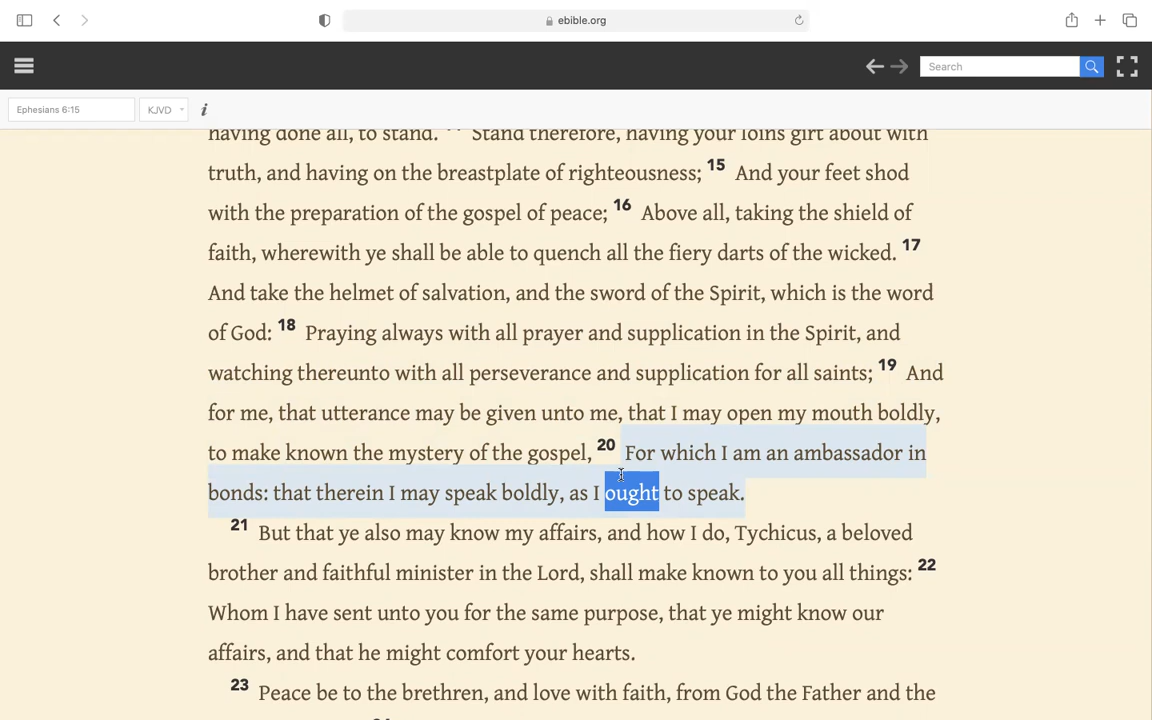 ebible.org
Search
Ephesians 6:15 KJVD i
having done all, to stand. Stand therefore, having your loins girt about with
truth, and having on the breastplate of righteousness; 15 And your feet shod
with the preparation of the gospel of peace; 16 Above all, taking the shield of
faith, wherewith ye shall be able to quench all the fiery darts of the wicked. 17
And take the helmet of salvation, and the sword of the Spirit, which is the word
of God: 18 Praying always with all prayer and supplication in the Spirit, and
watching thereunto with all perseverance and supplication for all saints; 19 And
for me, that utterance may be given unto me, that I may open my mouth boldly,
to make known the mystery of the gospel, 20 For which I am an ambassador in
bonds: that therein I may speak boldly, as I ought to speak.
21 But that ye also may know my affairs, and how I do, Tychicus, a beloved
brother and faithful minister in the Lord, shall make known to you all things: 22
Whom I have sent unto you for the same purpose, that ye might know our
affairs, and that he might comfort your hearts.
23 Peace be to the brethren, and love with faith, from God the Father and the